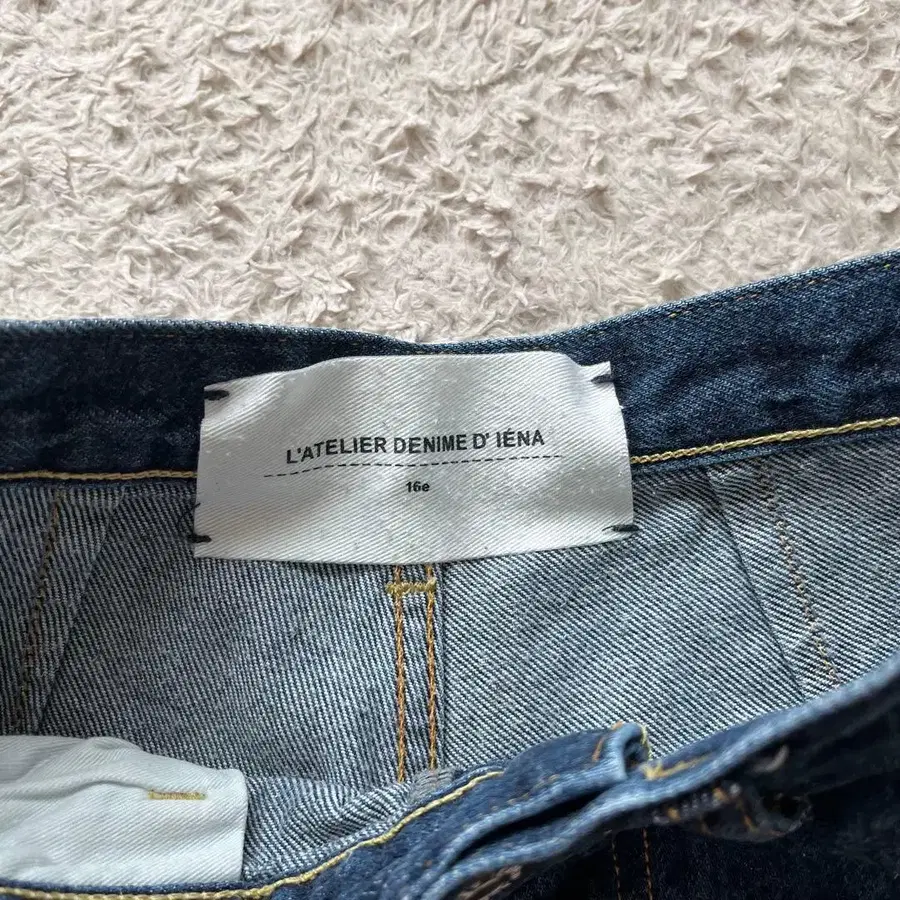 L'ATELIER DENIME D' IÉNA
16e